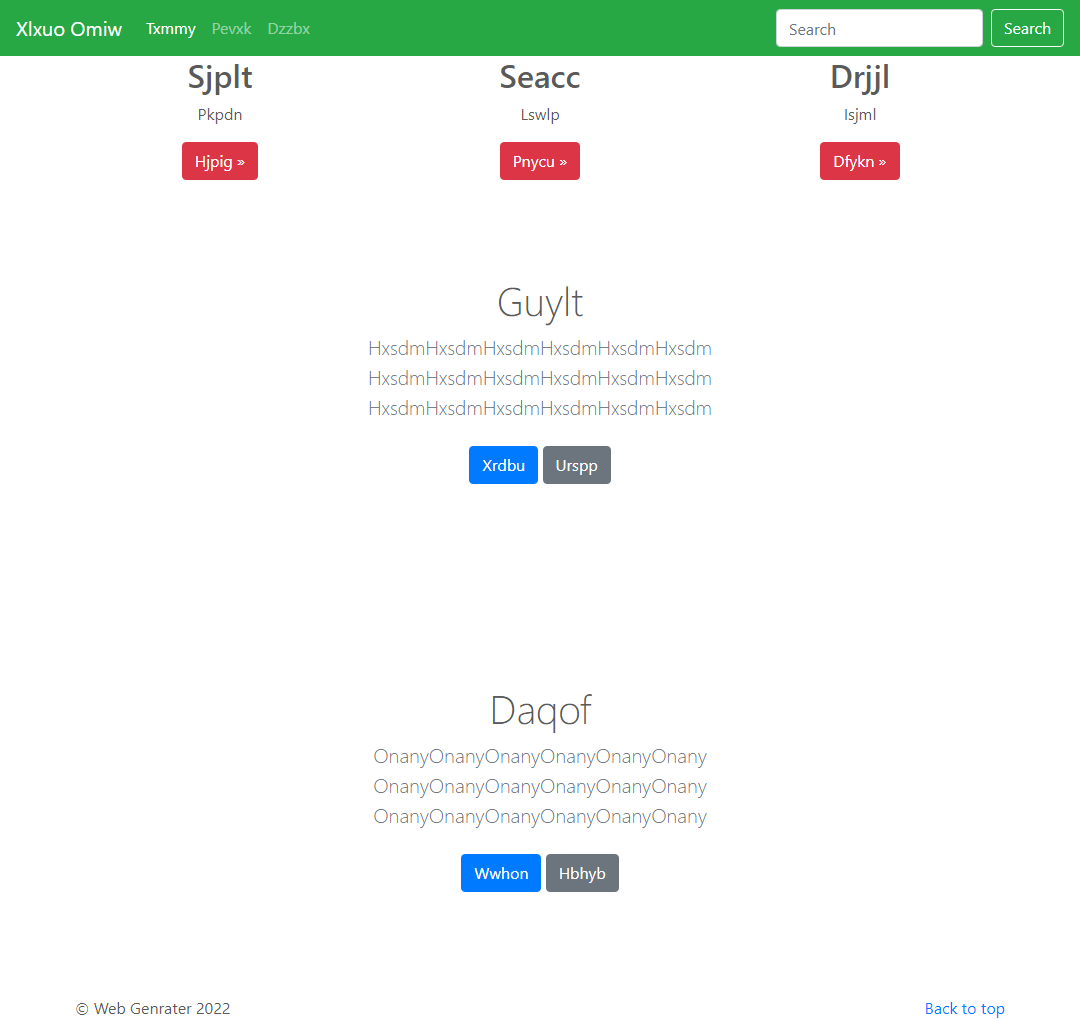 Xlxuo Omiw Txmmy Pevxk Dzzbx Search Search
Sjplt Seacc Drjjl
Pkpdn Lswlp Isjml
Hjpig » Pnycu » Dfykn »
Guylt
HxsdmHxsdmHxsdmHxsdmHxsdmHxsdm
HxsdmHxsdmHxsdmHxsdmHxsdmHxsdm
HxsdmHxsdmHxsdmHxsdmHxsdmHxsdm
Xrdbu Urspp
Daqof
OnanyOnanyOnanyOnanyOnanyOnany
OnanyOnanyOnanyOnanyOnanyOnany
OnanyOnanyOnanyOnanyOnanyOnany
Wwhon Hbhyb
© Web Genrater 2022 Back to top